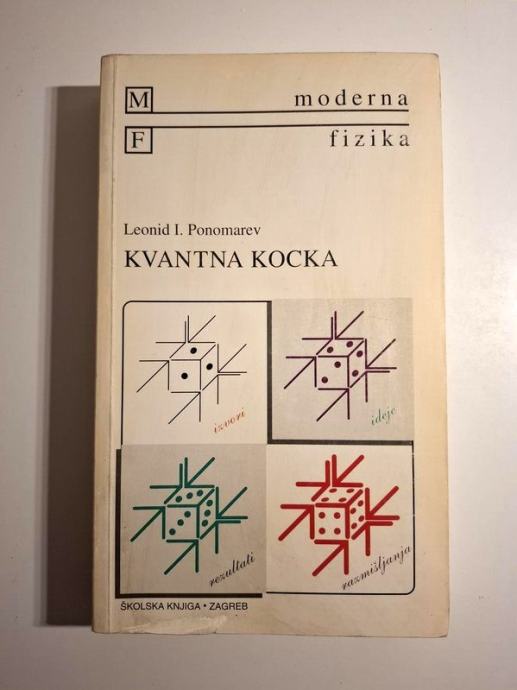 M moderna
F fizika
Leonid I. Ponomarev
KVANTNA KOCKA
izvori
ideje
rezultati
razmišljanja
ŠKOLSKA KNJIGA • ZAGREB